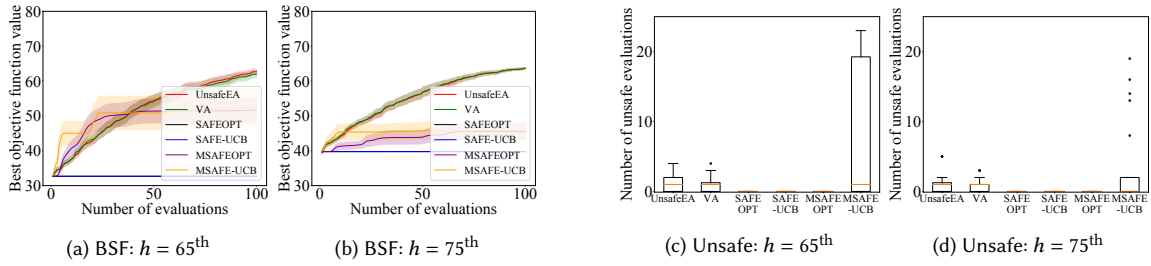 Best objective function value
80
70
60
50
40
30
0
50
100
Number of evaluations
UnsafeEA
VA
SAFEOPT
SAFE-UCB
MSAFEOPT
MSAFE-UCB
(a) BSF: h = 65th
Best objective function value
80
70
60
50
40
30
0
50
100
Number of evaluations
UnsafeEA
VA
SAFEOPT
SAFE-UCB
MSAFEOPT
MSAFE-UCB
(b) BSF: h = 75th
Number of unsafe evaluations
20
10
0
UnsafeEA VA SAFE SAFE MSAFE MSAFE
OPT -UCB OPT -UCB
(c) Unsafe: h = 65th
Number of unsafe evaluations
20
10
0
UnsafeEA VA SAFE SAFE MSAFE MSAFE
OPT -UCB OPT -UCB
(d) Unsafe: h = 75th